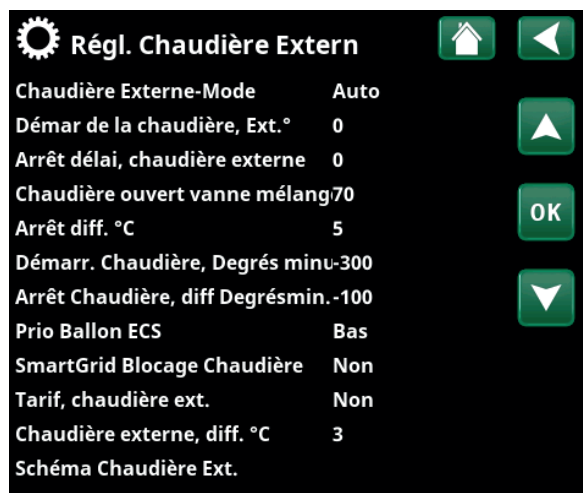 Régl. Chaudière Extern
Chaudière Externe-Mode Auto
Démar de la chaudière, Ext.° 0
Arrêt délai, chaudière externe 0
Chaudière ouvert vanne mélang 70
Arrêt diff. °C 5
OK
Démarr. Chaudière, Degrés minu -300
Arrêt Chaudière, diff Degrésmin. -100
Prio Ballon ECS Bas
SmartGrid Blocage Chaudière Non
Tarif, chaudière ext. Non
Chaudière externe, diff. °C 3
Schéma Chaudière Ext.